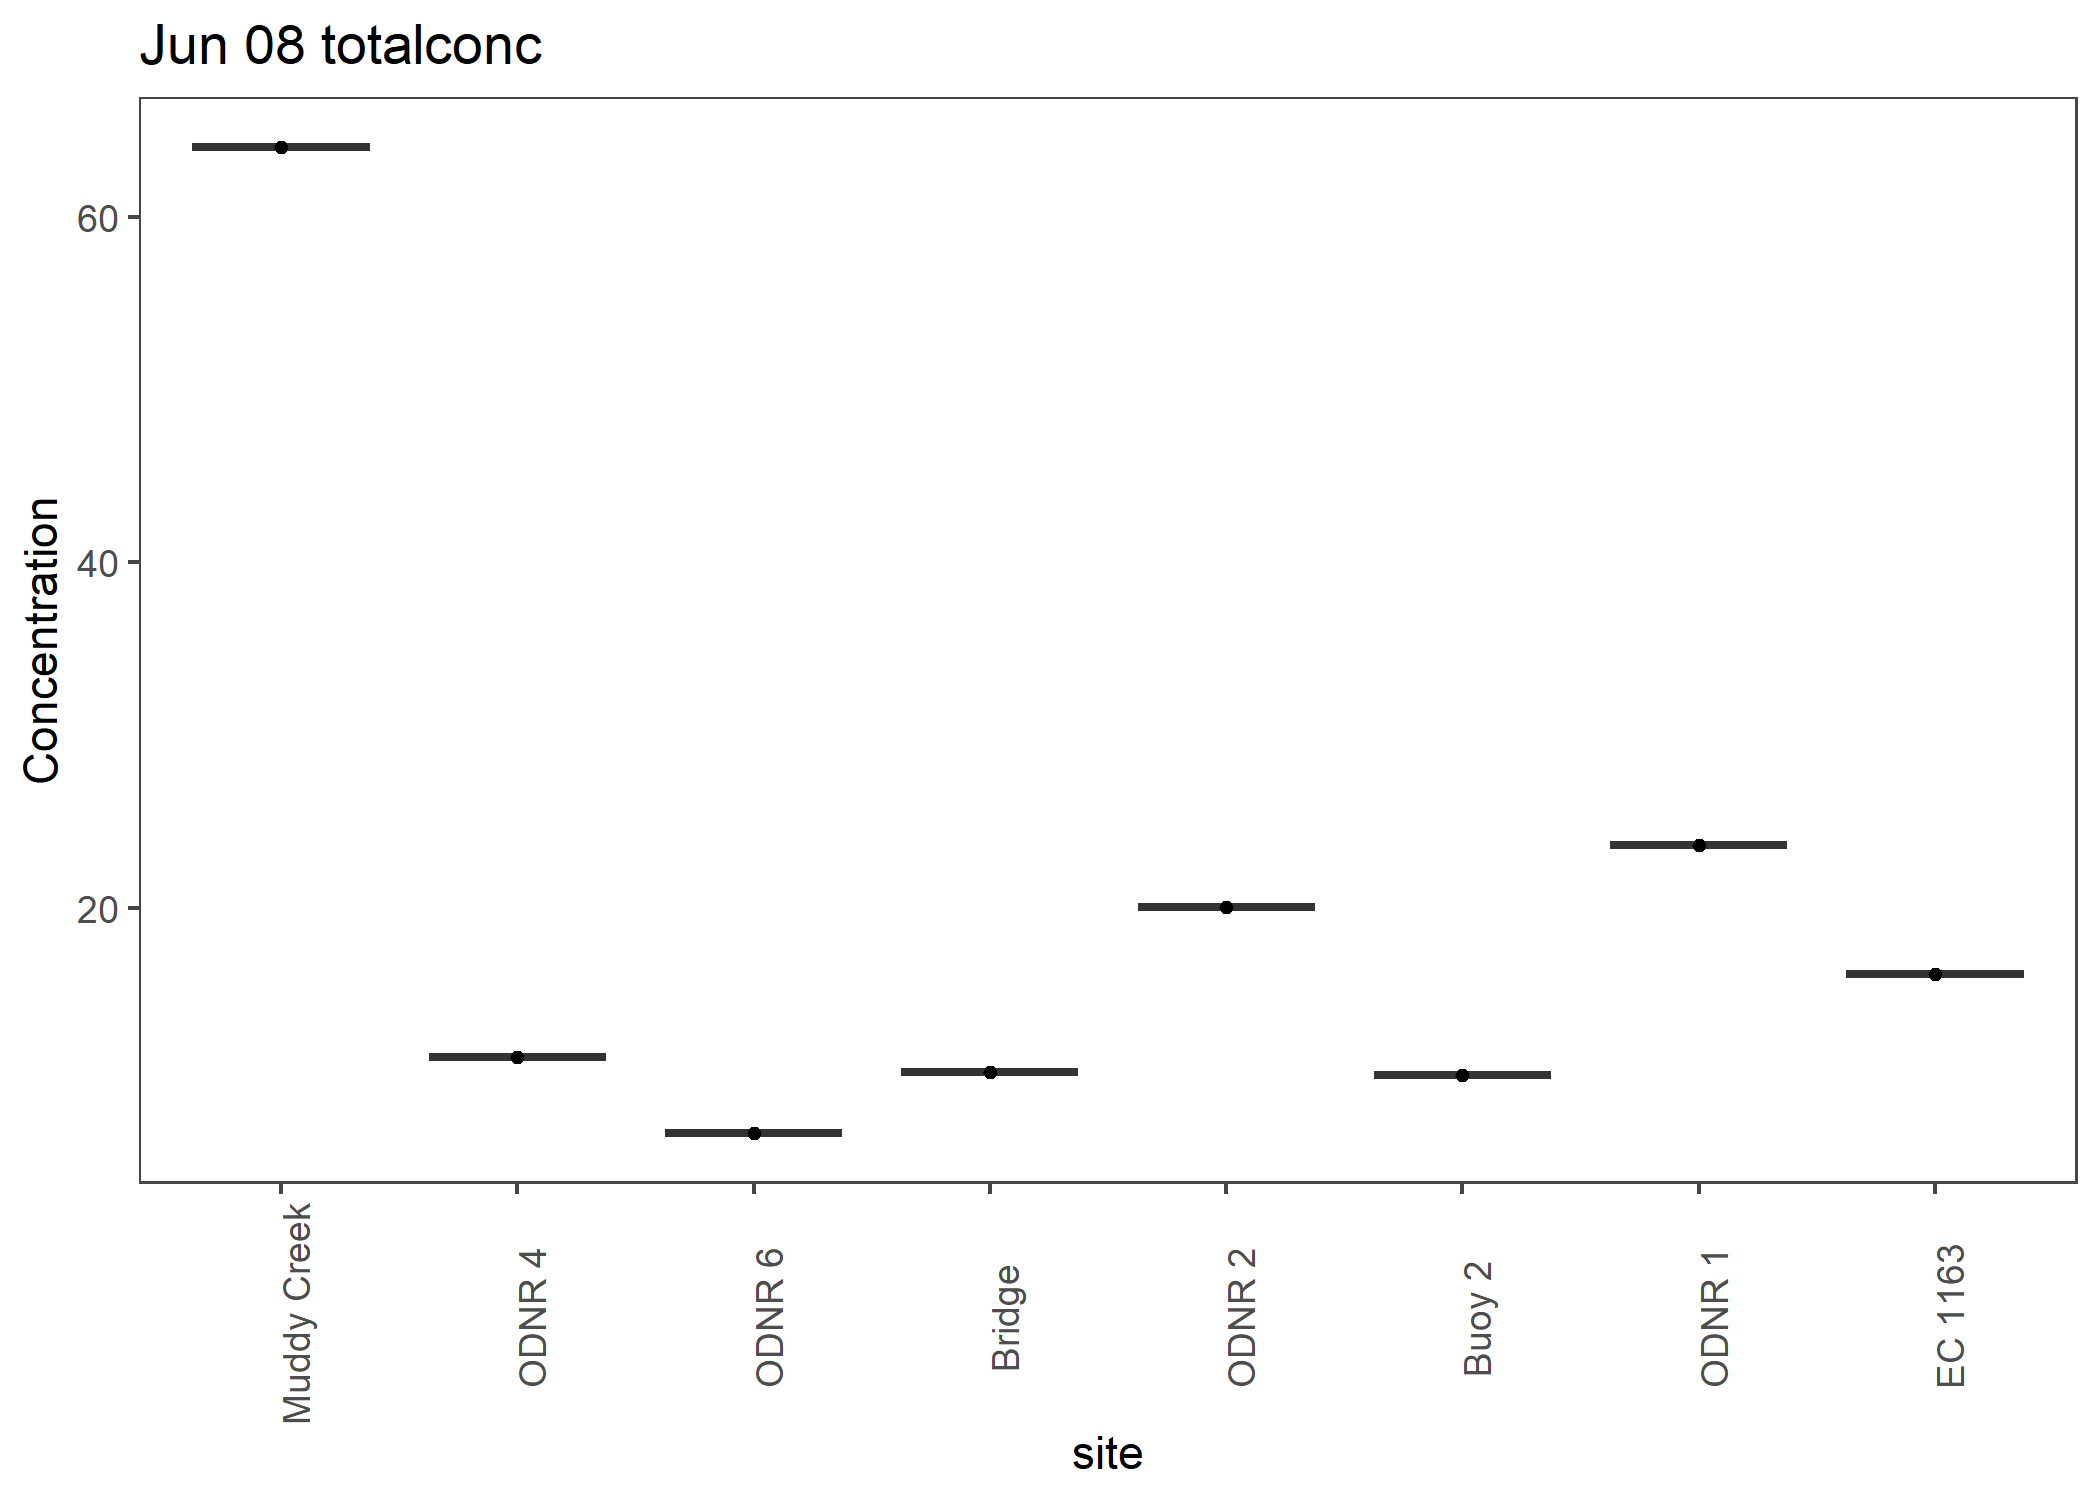 Jun 08 totalconc
Concentration
60
40
20
Muddy Creek
ODNR 4
ODNR 6
Bridge
ODNR 2
Buoy 2
ODNR 1
EC 1163
site